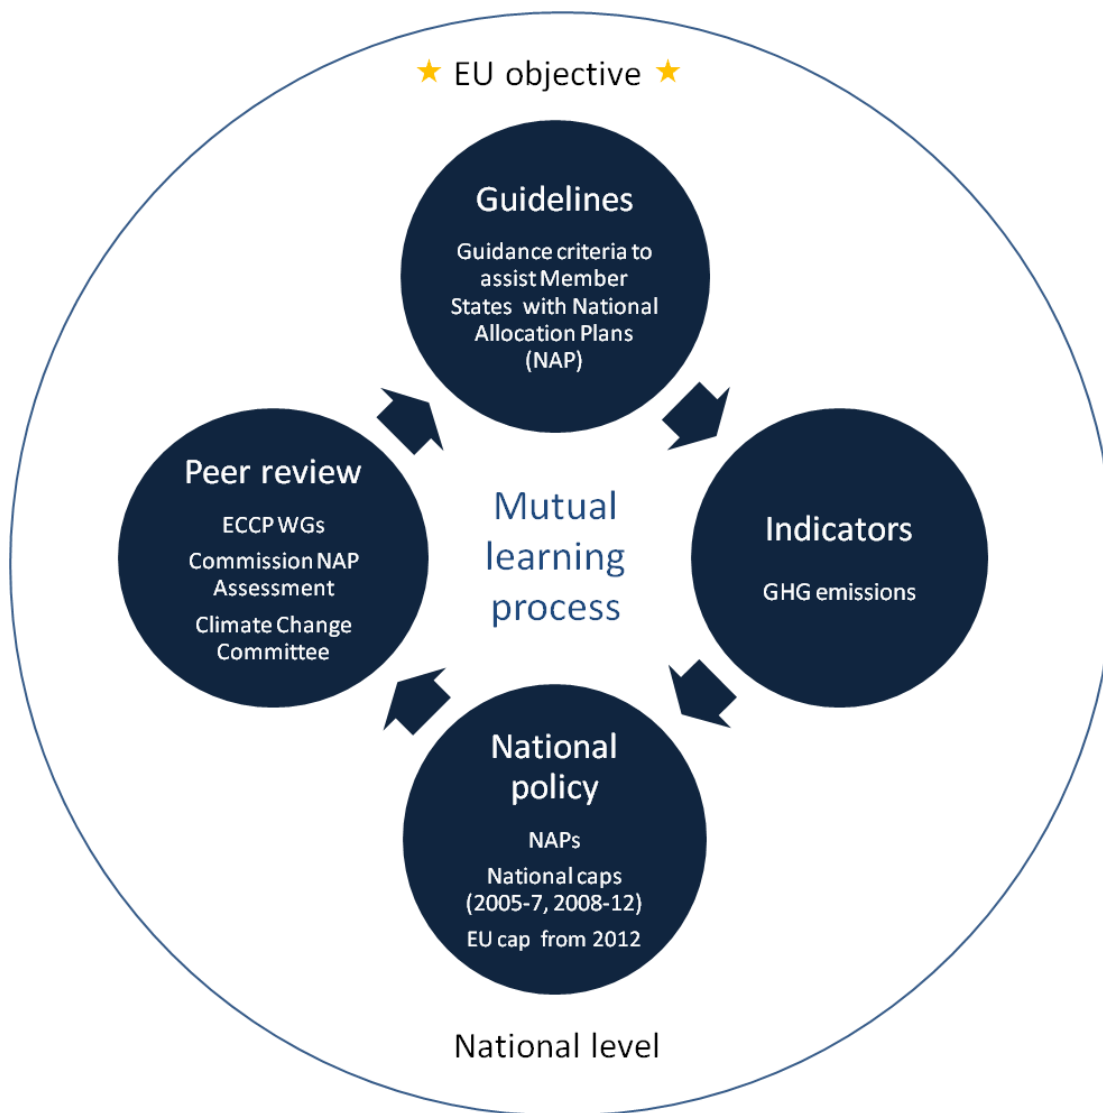 EU objective
Guidelines
Guidance criteria to
assist Member
States with National
Allocation Plans
(NAP)
Peer review
ECCP WGs
Commission NAP
Assessment
Climate Change
Committee
Mutual
learning
process
Indicators
GHG emissions
National
policy
NAPs
National caps
(2005-7, 2008-12)
EU cap from 2012
National level